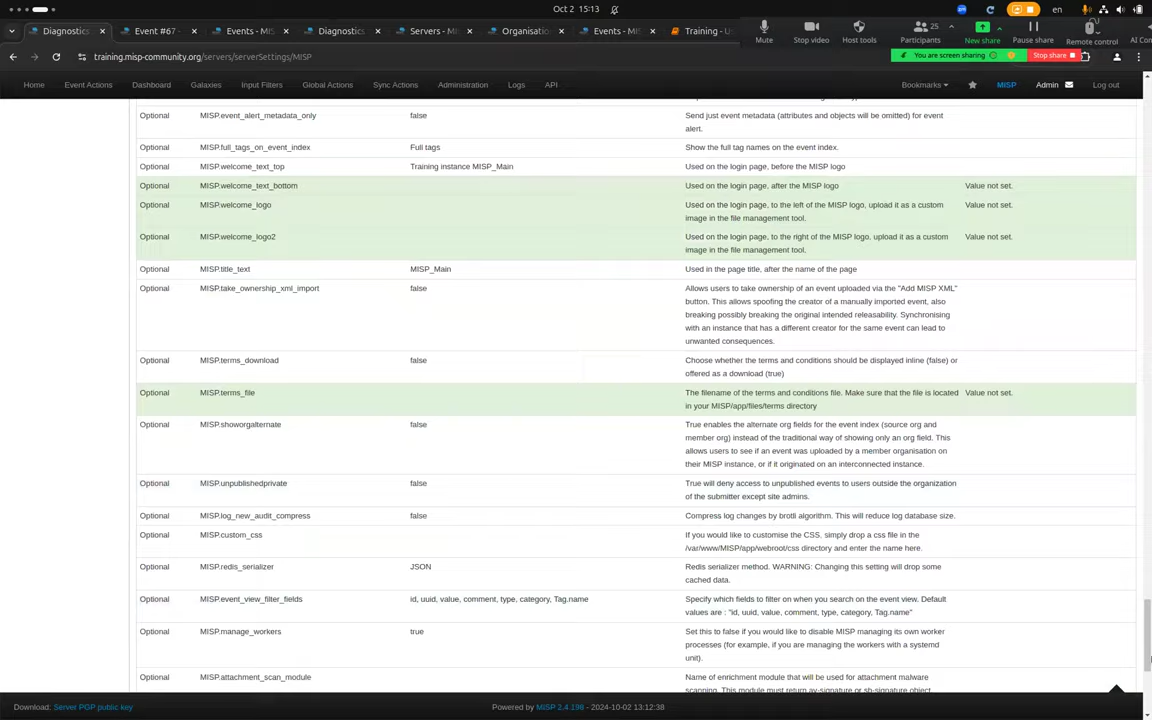 Oct 2 15:13
en
Diagnostics
Event #67
Events - MIS
Diagnostics
Servers - MIS
Organisatio
Events - MIS
Training - U
Mute
Stop video
Host tools
Participants
25
New share
Pause share
Remote control
AI Co
training.misp-community.org/servers/serverSettings/MISP
You are screen sharing
Stop share
Home Event Actions Dashboard Galaxies Input Filters Global Actions Sync Actions Administration Logs API
Bookmarks MISP Admin Log out
Optional MISP.event_alert_metadata_only false Send just event metadata (attributes and objects will be omitted) for event
alert.
Optional MISP.full_tags_on_event_index Full tags Show the full tag names on the event index.
Optional MISP.welcome_text_top Training instance MISP_Main Used on the login page, before the MISP logo
Optional MISP.welcome_text_bottom Used on the login page, after the MISP logo Value not set.
Optional MISP.welcome_logo Used on the login page, to the left of the MISP logo, upload it as a custom Value not set.
image in the file management tool.
Optional MISP.welcome_logo2 Used on the login page, to the right of the MISP logo, upload it as a custom Value not set.
image in the file management tool.
Optional MISP.title_text MISP_Main Used in the page title, after the name of the page
Optional MISP.take_ownership_xml_import false Allows users to take ownership of an event uploaded via the "Add MISP XML"
button. This allows spoofing the creator of a manually imported event, also
breaking possibly breaking the original intended releasability. Synchronising
with an instance that has a different creator for the same event can lead to
unwanted consequences.
Optional MISP.terms_download false Choose whether the terms and conditions should be displayed inline (false) or
offered as a download (true)
Optional MISP.terms_file The filename of the terms and conditions file. Make sure that the file is located Value not set.
in your MISP/app/files/terms directory
Optional MISP.showorgalternate false True enables the alternate org fields for the event index (source org and
member org) instead of the traditional way of showing only an org field. This
allows users to see if an event was uploaded by a member organisation on
their MISP instance, or if it originated on an interconnected instance.
Optional MISP.unpublishedprivate false True will deny access to unpublished events to users outside the organization
of the submitter except site admins.
Optional MISP.log_new_audit_compress false Compress log changes by brotli algorithm. This will reduce log database size.
Optional MISP.custom_css If you would like to customise the CSS, simply drop a css file in the
/var/www/MISP/app/webroot/css directory and enter the name here.
Optional MISP.redis_serializer JSON Redis serializer method. WARNING: Changing this setting will drop some
cached data.
Optional MISP.event_view_filter_fields id, uuid, value, comment, type, category, Tag.name Specify which fields to filter on when you search on the event view. Default
values are : "id, uuid, value, comment, type, category, Tag.name"
Optional MISP.manage_workers true Set this to false if you would like to disable MISP managing its own worker
processes (for example, if you are managing the workers with a systemd
unit).
Optional MISP.attachment_scan_module Name of enrichment module that will be used for attachment malware
scanning. This module must return av-signature or sb-signature object.
Download: Server PGP public key
Powered by MISP 2.4.198 - 2024-10-02 13:12:38